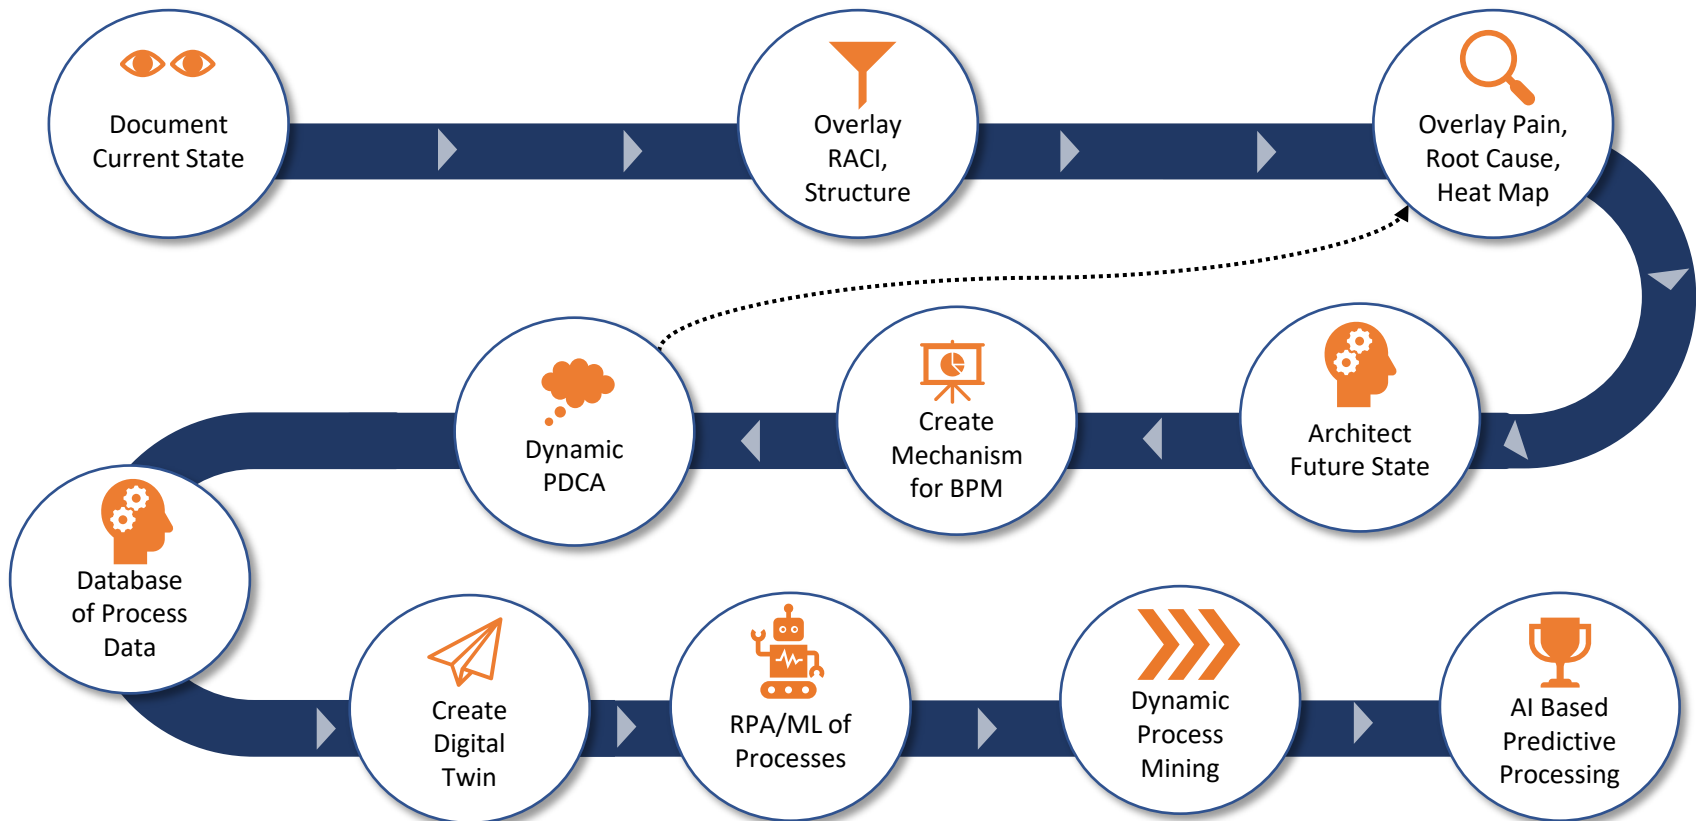 Document
Current State
Overlay
RACI,
Structure
Overlay Pain,
Root Cause,
Heat Map
Architect
Future State
Create
Mechanism
for BPM
Dynamic
PDCA
Database
of Process
Data
Create
Digital
Twin
RPA/ML of
Processes
Dynamic
Process
Mining
AI Based
Predictive
Processing